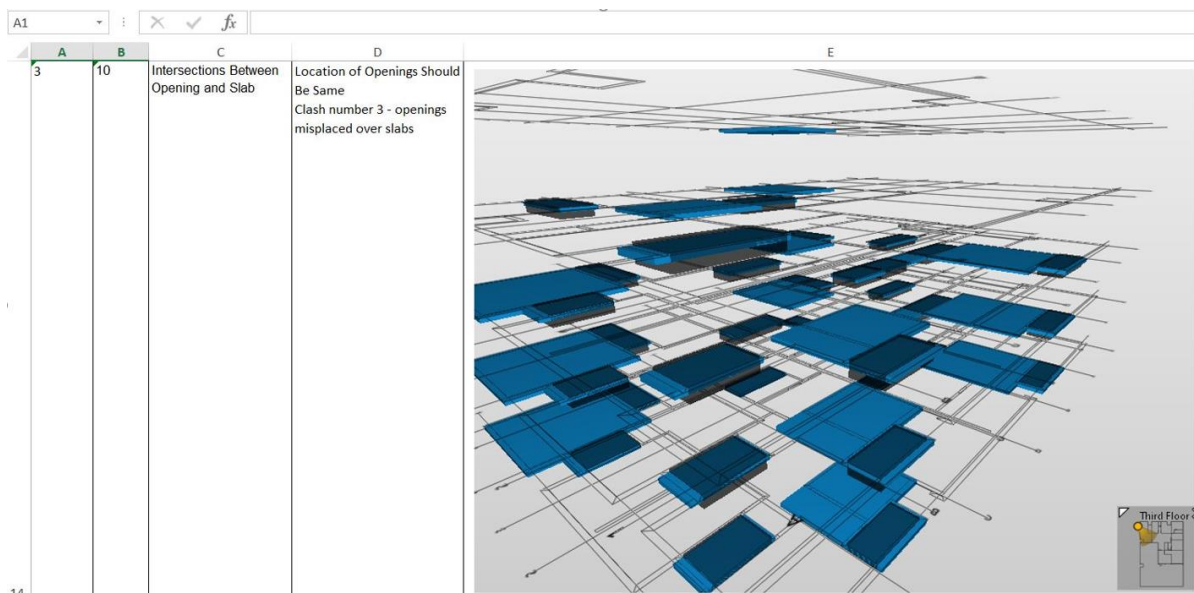 A1
fx
A B C D E
3 10 Intersections Between Location of Openings Should
Opening and Slab Be Same
Clash number 3 - openings
misplaced over slabs
Third Floor
14